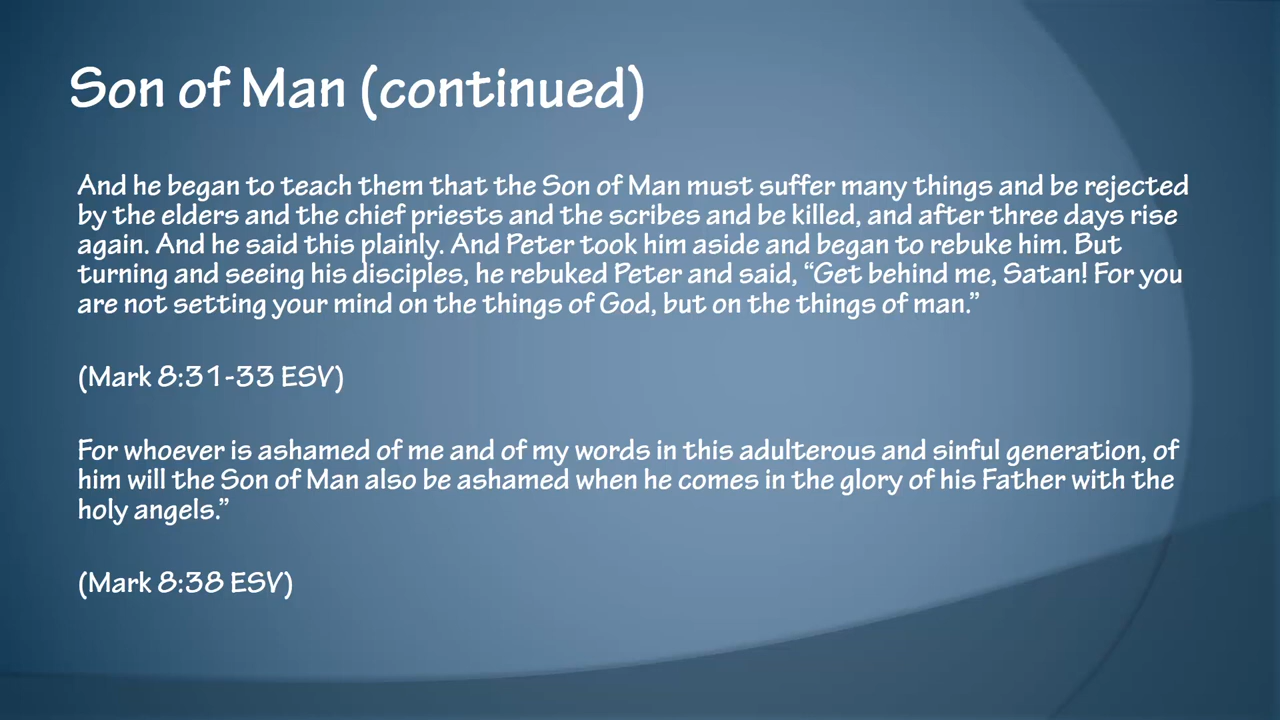 Son of Man (continued)
And he began to teach them that the Son of Man must suffer many things and be rejected
by the elders and the chief priests and the scribes and be killed, and after three days rise
again. And he said this plainly. And Peter took him aside and began to rebuke him. But
turning and seeing his disciples, he rebuked Peter and said, “Get behind me, Satan! For you
are not setting your mind on the things of God, but on the things of man.”
(Mark 8:31-33 ESV)
For whoever is ashamed of me and of my words in this adulterous and sinful generation, of
him will the Son of Man also be ashamed when he comes in the glory of his Father with the
holy angels.”
(Mark 8:38 ESV)